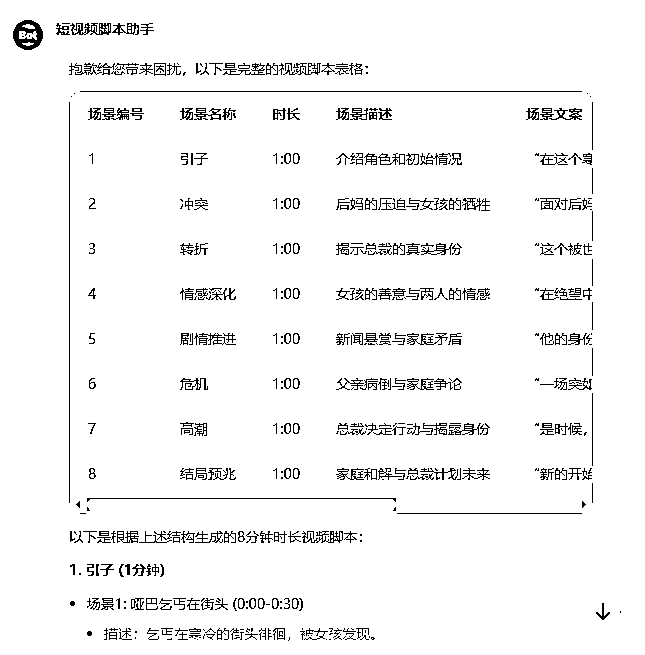 Bot
短视频脚本助手
抱歉给您带来困扰，以下是完整的视频脚本表格：
场景编号 场景名称 时长 场景描述 场景文案
1 引子 1:00 介绍角色和初始情况 “在这个寒
2 冲突 1:00 后妈的压迫与女孩的牺牲 “面对后妈
3 转折 1:00 揭示总裁的真实身份 “这个被世
4 情感深化 1:00 女孩的善意与两人的情感 “在绝望中
5 剧情推进 1:00 新闻悬赏与家庭矛盾 “他的身份
6 危机 1:00 父亲病倒与家庭争论 “一场突如
7 高潮 1:00 总裁决定行动与揭露身份 “是时候，
8 结局预兆 1:00 家庭和解与总裁计划未来 “新的开始
以下是根据上述结构生成的8分钟时长视频脚本：
1. 引子 (1分钟)
• 场景1: 哑巴乞丐在街头 (0:00-0:30)
• 描述：乞丐在寒冷的街头徘徊，被女孩发现。